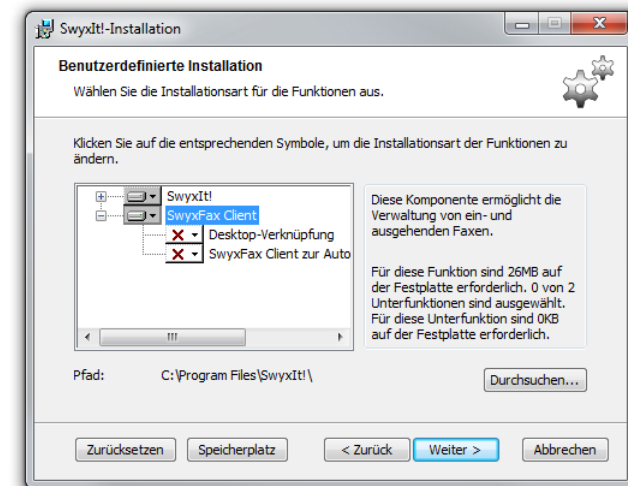 SwyxIt!-Installation
Benutzerdefinierte Installation
Wählen Sie die Installationsart für die Funktionen aus.
Klicken Sie auf die entsprechenden Symbole, um die Installationsart der Funktionen zu
ändern.
SwyxIt!
SwyxFax Client
Desktop-Verknüpfung
SwyxFax Client zur Auto
Diese Komponente ermöglicht die
Verwaltung von ein- und
ausgehenden Faxen.
Für diese Funktion sind 26MB auf
der Festplatte erforderlich. 0 von 2
Unterfunktionen sind ausgewählt.
Für diese Unterfunktion sind 0KB
auf der Festplatte erforderlich.
Pfad: C:\Program Files\SwyxIt!\
Durchsuchen...
Zurücksetzen Speicherplatz < Zurück Weiter > Abbrechen